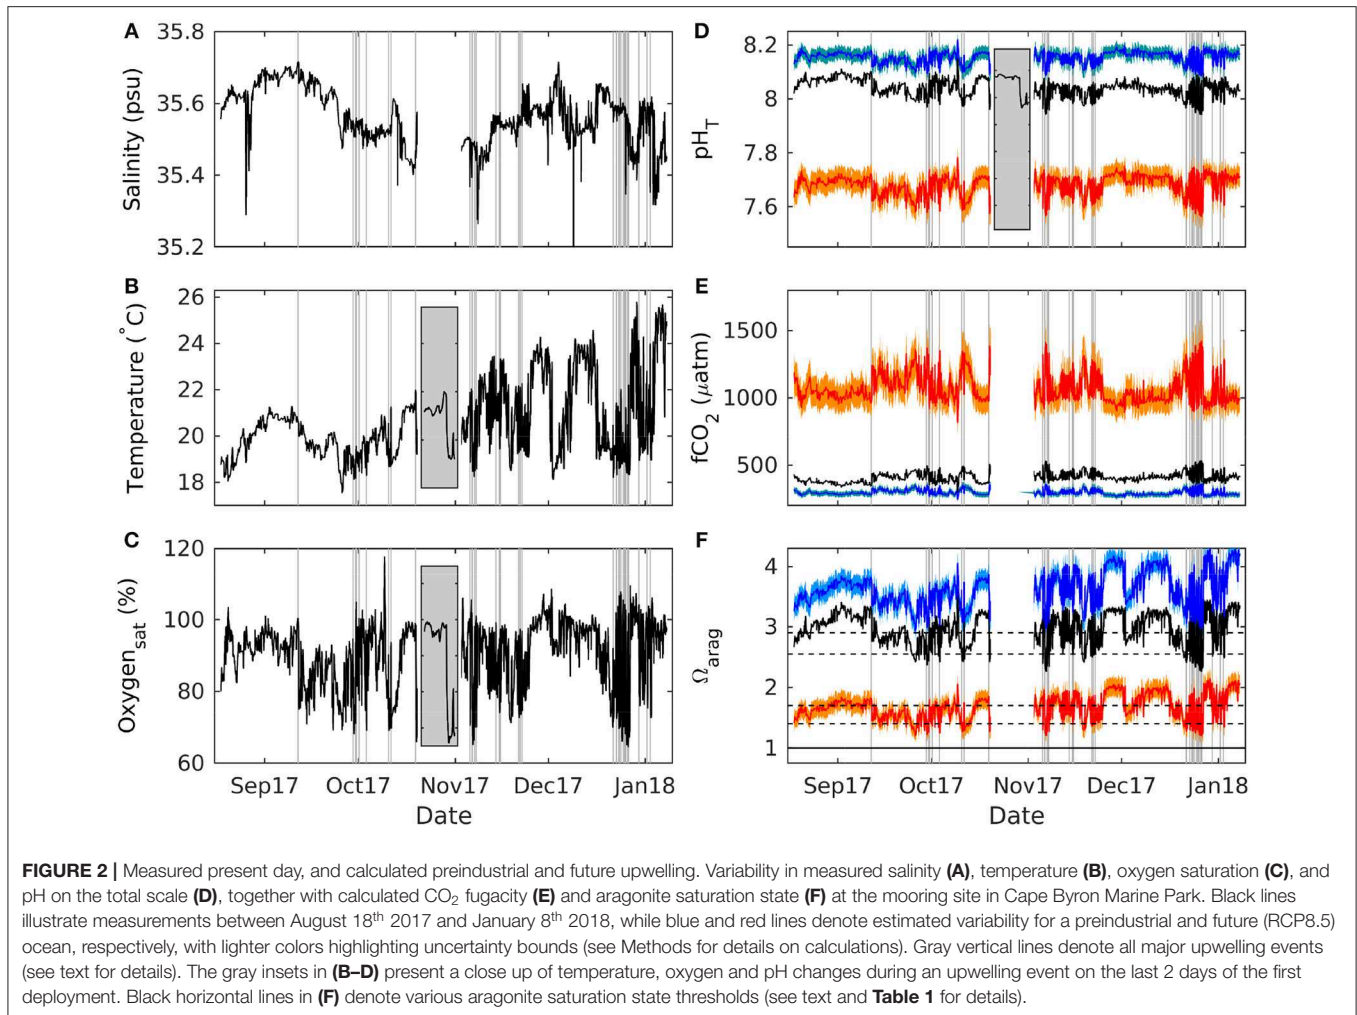 A
35.8
35.6
35.4
35.2
Salinity (psu)
B
26
24
22
20
18
Temperature (°C)
C
120
100
80
60
Oxygen_sat (%)
Sep17 Oct17 Nov17 Dec17 Jan18
Date
D
8.2
8
7.8
7.6
pH_T
E
1500
1000
500
fCO₂ (μatm)
F
4
3
2
1
Ω_arag
Sep17 Oct17 Nov17 Dec17 Jan18
Date
FIGURE 2 | Measured present day, and calculated preindustrial and future upwelling. Variability in measured salinity (A), temperature (B), oxygen saturation (C), and
pH on the total scale (D), together with calculated CO₂ fugacity (E) and aragonite saturation state (F) at the mooring site in Cape Byron Marine Park. Black lines
illustrate measurements between August 18th 2017 and January 8th 2018, while blue and red lines denote estimated variability for a preindustrial and future (RCP8.5)
ocean, respectively, with lighter colors highlighting uncertainty bounds (see Methods for details on calculations). Gray vertical lines denote all major upwelling events
(see text for details). The gray insets in (B–D) present a close up of temperature, oxygen and pH changes during an upwelling event on the last 2 days of the first
deployment. Black horizontal lines in (F) denote various aragonite saturation state thresholds (see text and Table 1 for details).